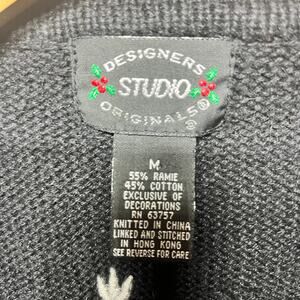 DESIGNERS
STUDIO
ORIGINALS®
M
55% RAMIE
45% COTTON
EXCLUSIVE OF
DECORATIONS
RN 63757
KNITTED IN CHINA
LINKED AND STITCHED
IN HONG KONG
SEE REVERSE FOR CARE